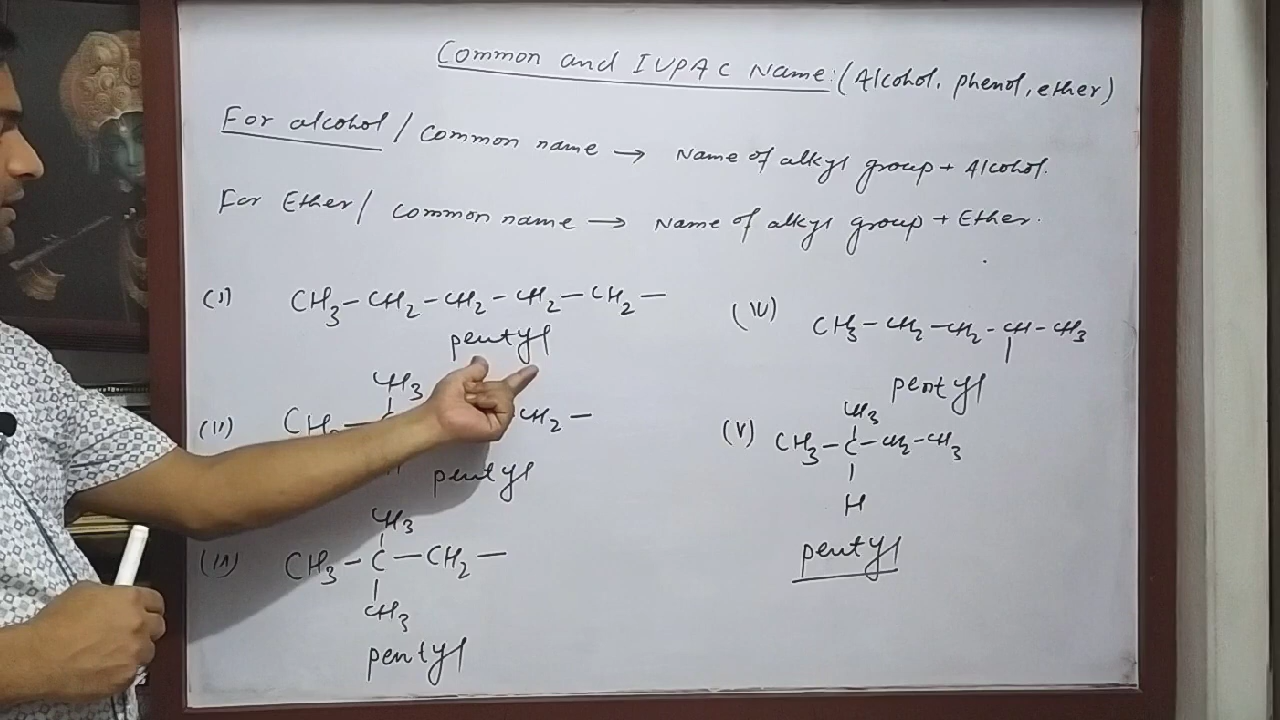 Common and IUPAC Name: (Alcohol, phenol, ether)
For alcohol / Common name → Name of alkyl group + Alcohol.
For Ether / Common name → Name of alkyl group + Ether.
(I) CH3-CH2-CH2-CH2-CH2-
pentyl
CH3
(II) CH3- CH2-
H
pentyl
CH3
(III) CH3-C-CH2-
CH3
pentyl
(IV) CH3-CH2-CH2-CH-CH3
pentyl
CH3
(V) CH3-C-CH2-CH3
H
pentyl